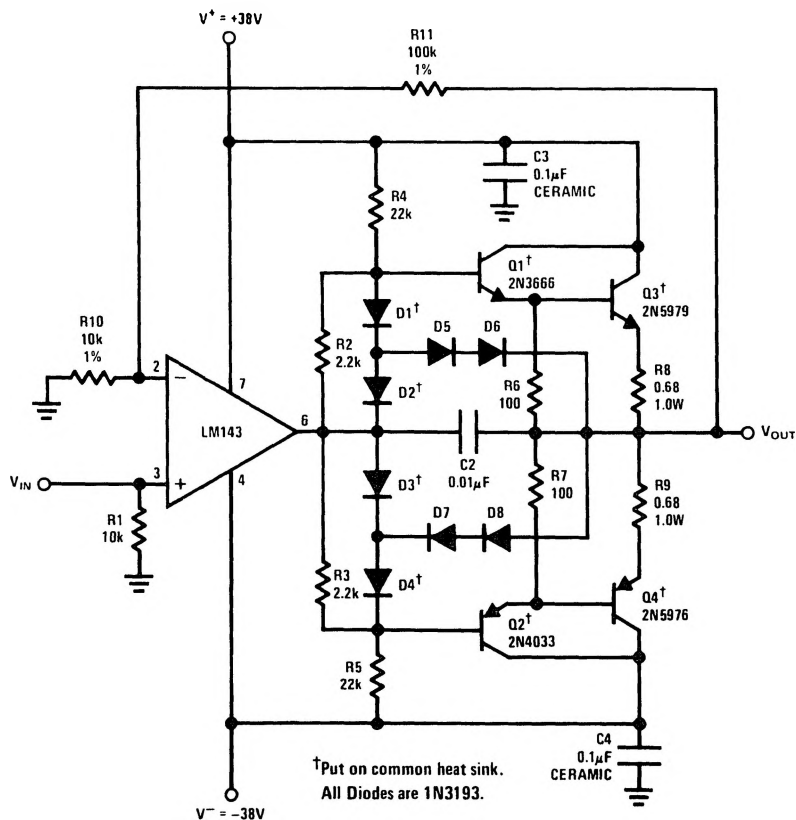 V+ = +38V
R11
100k
1%
R4
22k
C3
0.1μF
CERAMIC
Q1†
2N3666
Q3†
2N5979
D1†
D5
D6
R10
10k
1%
R2
2.2k
R6
100
R8
0.68
1.0W
D2†
2
7
LM143
6
VOUT
3
4
VIN
R1
10k
C2
0.01μF
D3†
R7
100
R9
0.68
1.0W
D7
D8
R3
2.2k
D4†
Q2†
2N4033
Q4†
2N5976
R5
22k
C4
0.1μF
CERAMIC
†Put on common heat sink.
All Diodes are 1N3193.
V− = −38V